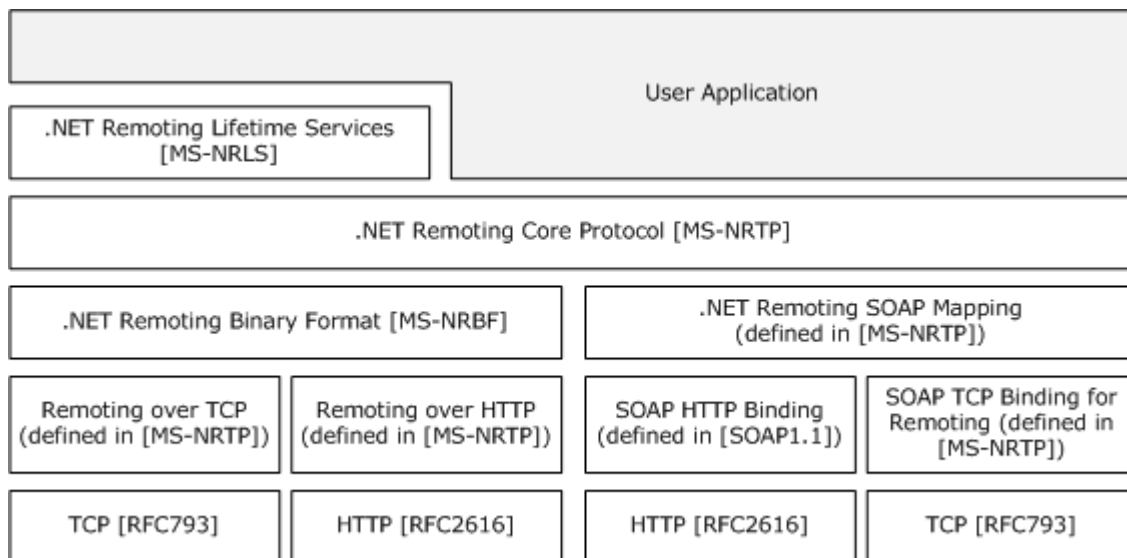 User Application
.NET Remoting Lifetime Services
[MS-NRLS]
.NET Remoting Core Protocol [MS-NRTP]
.NET Remoting Binary Format [MS-NRBF]
.NET Remoting SOAP Mapping
(defined in [MS-NRTP])
Remoting over TCP
(defined in [MS-NRTP])
Remoting over HTTP
(defined in [MS-NRTP])
SOAP HTTP Binding
(defined in [SOAP1.1])
SOAP TCP Binding for
Remoting (defined in
[MS-NRTP])
TCP [RFC793]
HTTP [RFC2616]
HTTP [RFC2616]
TCP [RFC793]